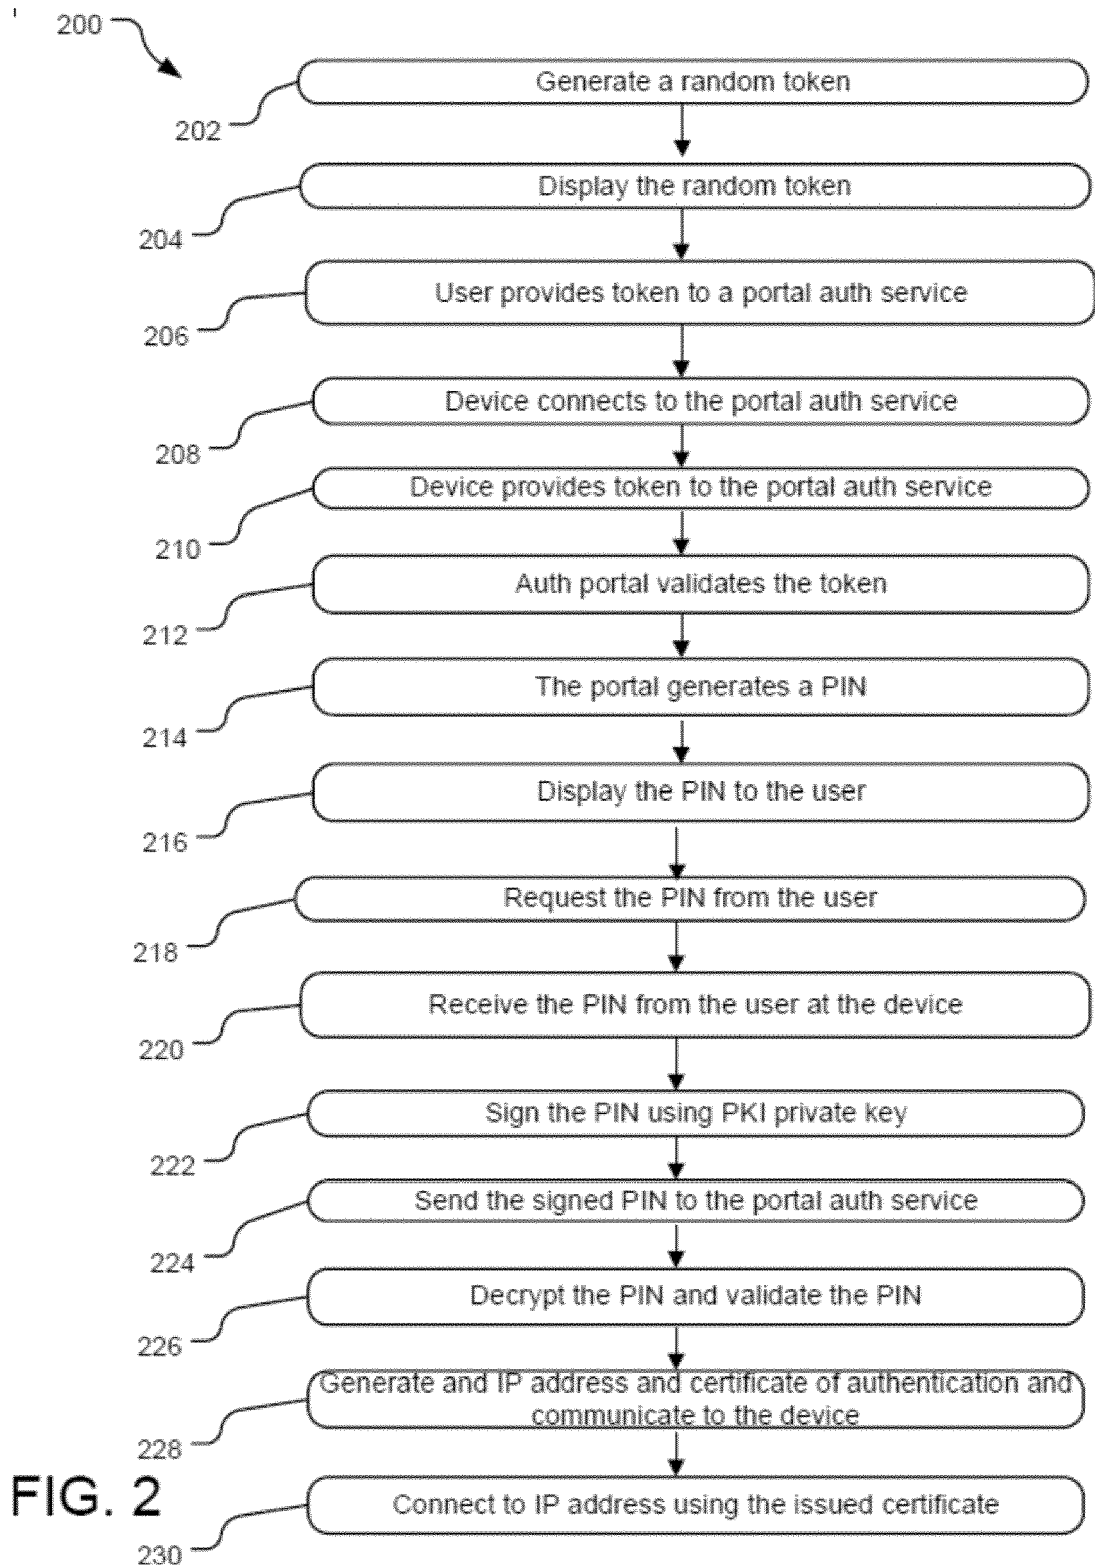 200
Generate a random token
202
Display the random token
204
User provides token to a portal auth service
206
Device connects to the portal auth service
208
Device provides token to the portal auth service
210
Auth portal validates the token
212
The portal generates a PIN
214
Display the PIN to the user
216
Request the PIN from the user
218
Receive the PIN from the user at the device
220
Sign the PIN using PKI private key
222
Send the signed PIN to the portal auth service
224
Decrypt the PIN and validate the PIN
226
Generate and IP address and certificate of authentication and
communicate to the device
228
Connect to IP address using the issued certificate
230
FIG. 2